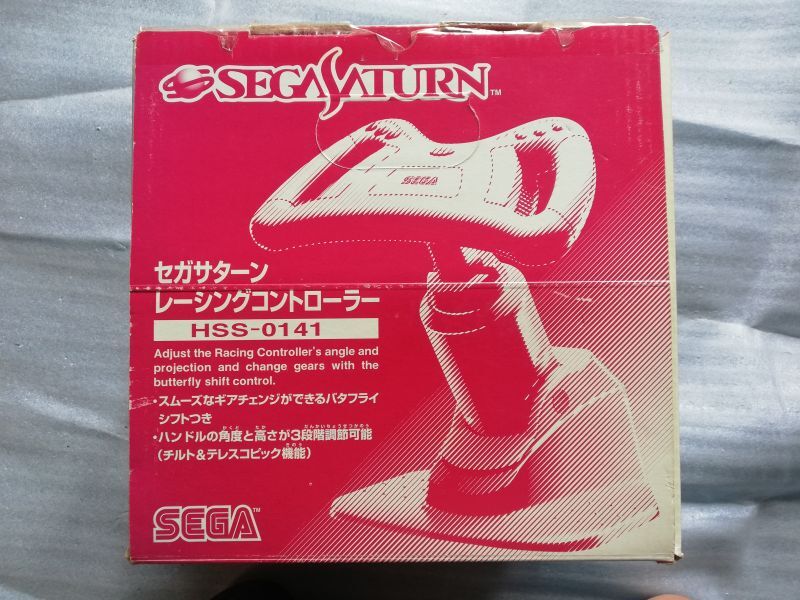 SEGA SATURN™
SEGA
セガサターン
レーシングコントローラー
HSS-0141
Adjust the Racing Controller's angle and
projection and change gears with the
butterfly shift control.
・スムーズなギアチェンジができるバタフライ
シフトつき
・ハンドルの角度と高さが3段階調節可能
(チルト&テレスコピック機能)
SEGA™